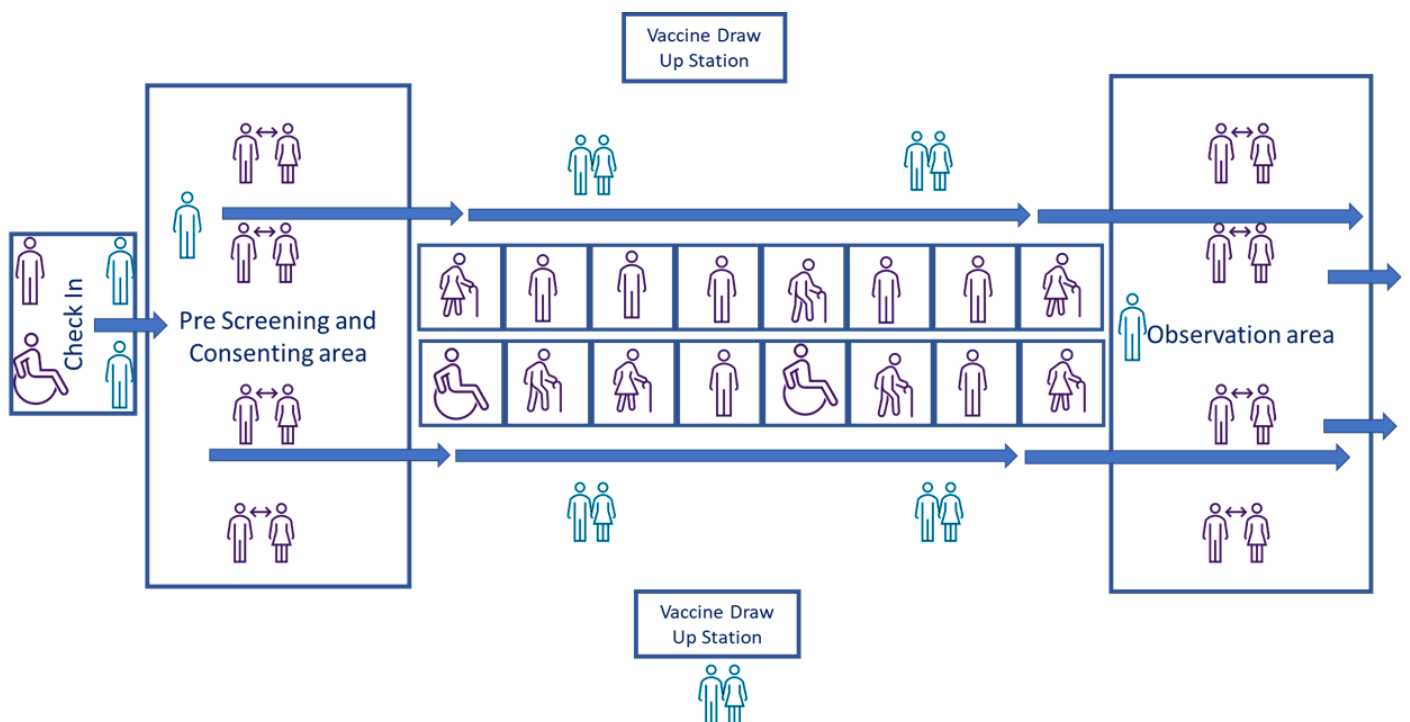 Vaccine Draw
Up Station
Check In
Pre Screening and
Consenting area
Observation area
Vaccine Draw
Up Station